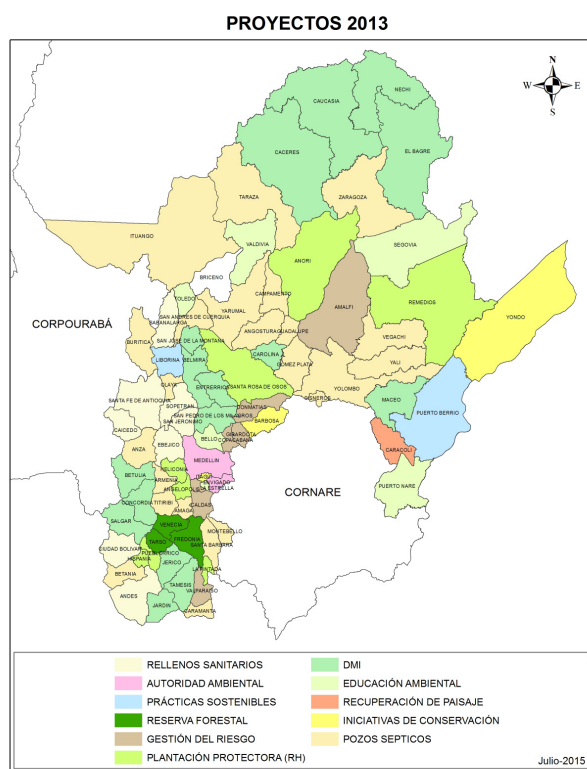 PROYECTOS 2013
N
W E
S
NECHI
CAUCASIA
CACERES
EL BAGRE
TARAZA
ZARAGOZA
ITUANGO
VALDIVIA
SEGOVIA
ANORI
BRICENO
TOLEDO
CAMPAMENTO
AMALFI
REMEDIOS
YONDO
CORPOURABÁ
SAN ANDRES DE CUERQUIA
SABANALARGA
YARUMAL
ANGOSTURA
GUADALUPE
BURITICA
SAN JOSE DE LA MONTANA
VEGACHI
LIBORINA
BELMIRA
CAROLINA
GOMEZ PLATA
YALI
OLAYA
ENTRERRIOS
SANTA ROSA DE OSOS
YOLOMBO
CISNEROS
MACEO
SANTA FE DE ANTIOQUIA
SOPETRAN
DONMATIAS
PUERTO BERRIO
SAN PEDRO DE LOS MILAGROS
SAN JERONIMO
BARBOSA
CAICEDO
GIRARDOTA
BELLO
COPACABANA
ANZA
EBEJICO
CARACOLI
MEDELLIN
HELICONIA
PUERTO NARE
BETULIA
ARMENIA
ENVIGADO
LA ESTRELLA
ANGELOPOLIS
CORNARE
CONCORDIA
TITIRIBI
CALDAS
AMAGA
SALGAR
VENECIA
MONTEBELLO
CIUDAD BOLIVAR
TARSO
FREDONIA
SANTA BARBARA
PUEBLORRICO
HISPANIA
BETANIA
JERICO
LA PINTADA
TAMESIS
VALPARAISO
ANDES
JARDIN
CARAMANTA
RELLENOS SANITARIOS
AUTORIDAD AMBIENTAL
PRÁCTICAS SOSTENIBLES
RESERVA FORESTAL
GESTIÓN DEL RIESGO
PLANTACIÓN PROTECTORA (RH)
DMI
EDUCACIÓN AMBIENTAL
RECUPERACIÓN DE PAISAJE
INICIATIVAS DE CONSERVACIÓN
POZOS SEPTICOS